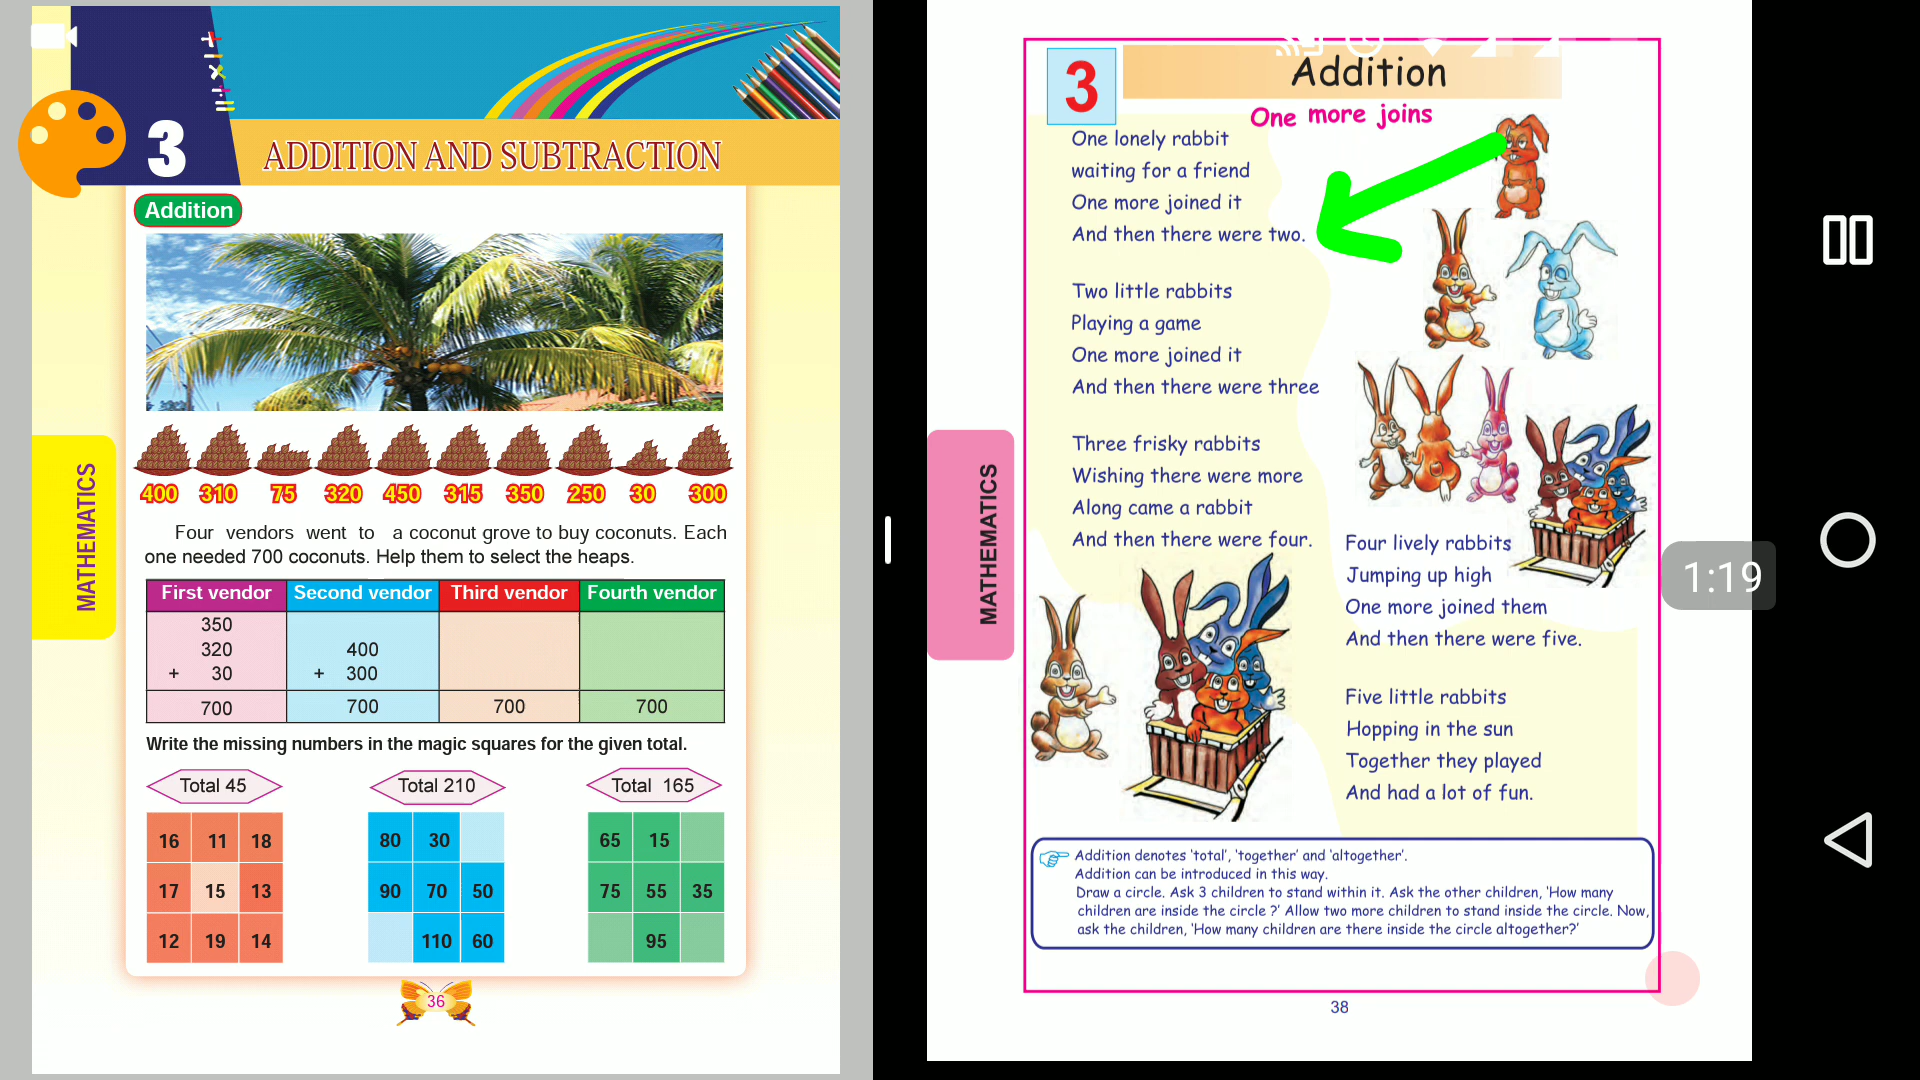 3
ADDITION AND SUBTRACTION
Addition
400 310 75 320 450 315 350 250 30 300
Four vendors went to a coconut grove to buy coconuts. Each
one needed 700 coconuts. Help them to select the heaps.
First vendor Second vendor Third vendor Fourth vendor
350
320 400
+ 30 + 300
700 700 700 700
Write the missing numbers in the magic squares for the given total.
Total 45 Total 210 Total 165
16 11 18 80 30 65 15
17 15 13 90 70 50 75 55 35
12 19 14 110 60 95
MATHEMATICS
36
3
Addition
One more joins
One lonely rabbit
waiting for a friend
One more joined it
And then there were two.
Two little rabbits
Playing a game
One more joined it
And then there were three
Three frisky rabbits
Wishing there were more
Along came a rabbit
And then there were four.
Four lively rabbits
Jumping up high
One more joined them
And then there were five.
Five little rabbits
Hopping in the sun
Together they played
And had a lot of fun.
Addition denotes ‘total’, ‘together’ and ‘altogether’.
Addition can be introduced in this way.
Draw a circle. Ask 3 children to stand within it. Ask the other children, ‘How many
children are inside the circle ?’ Allow two more children to stand inside the circle. Now,
ask the children, ‘How many children are there inside the circle altogether?’
MATHEMATICS
38
1:19